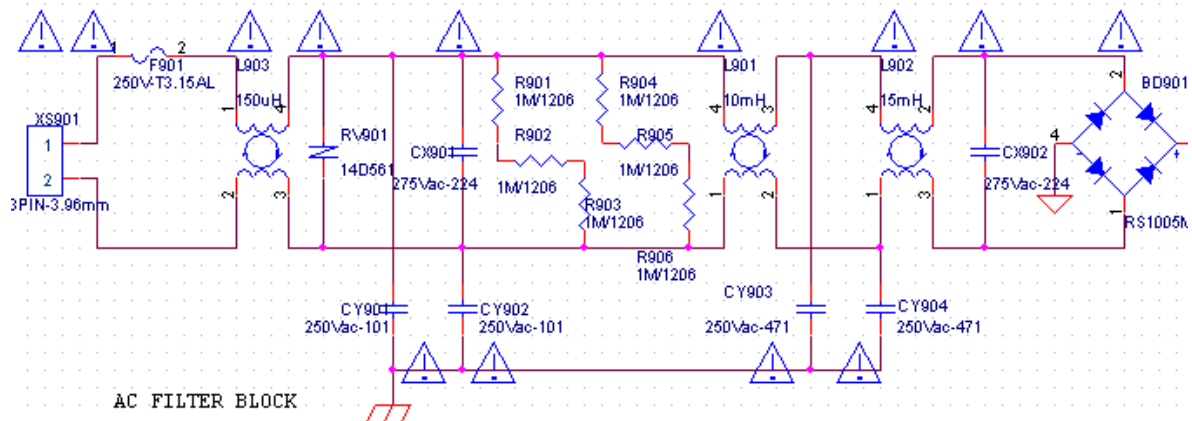 1
2
F901
250V-T3.15AL
XS901
1
2
3PIN-3.96mm
L903
150uH
1
4
2
3
RV901
14D561
CX901
275Vac-224
R901
1M/1206
R902
1M/1206
R903
1M/1206
R904
1M/1206
R905
1M/1206
R906
1M/1206
L901
10mH
4
3
1
2
L902
15mH
1
2
4
3
CX902
275Vac-224
BD901
2
4
-
+
1
RS1005M
CY901
250Vac-101
CY902
250Vac-101
CY903
250Vac-471
CY904
250Vac-471
AC FILTER BLOCK